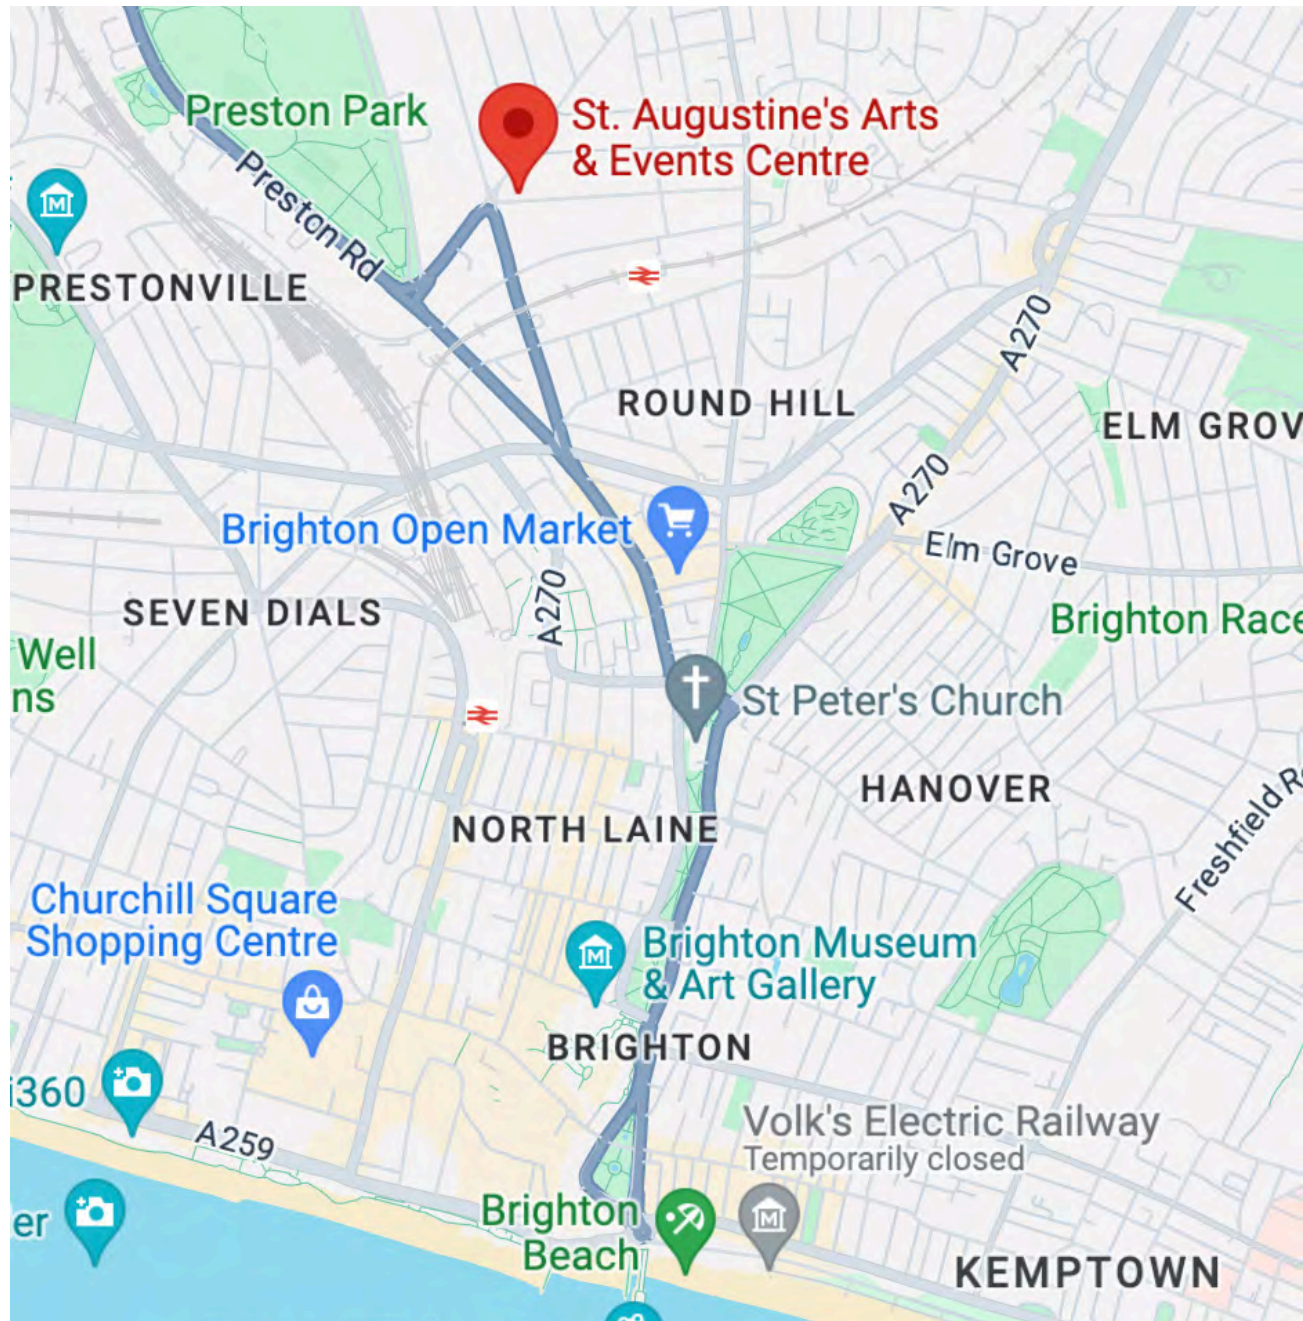 Preston Park
St. Augustine's Arts
& Events Centre
Preston Rd
M
PRESTONVILLE
A270
ROUND HILL
ELM GROV
A270
Brighton Open Market
Elm Grove
A270
SEVEN DIALS
Brighton Race
Well
ns
St Peter's Church
HANOVER
Freshfield R
NORTH LAINE
Churchill Square
Shopping Centre
M
Brighton Museum
& Art Gallery
BRIGHTON
i360
A259
Volk's Electric Railway
Temporarily closed
er
Brighton
Beach
M
KEMPTOWN